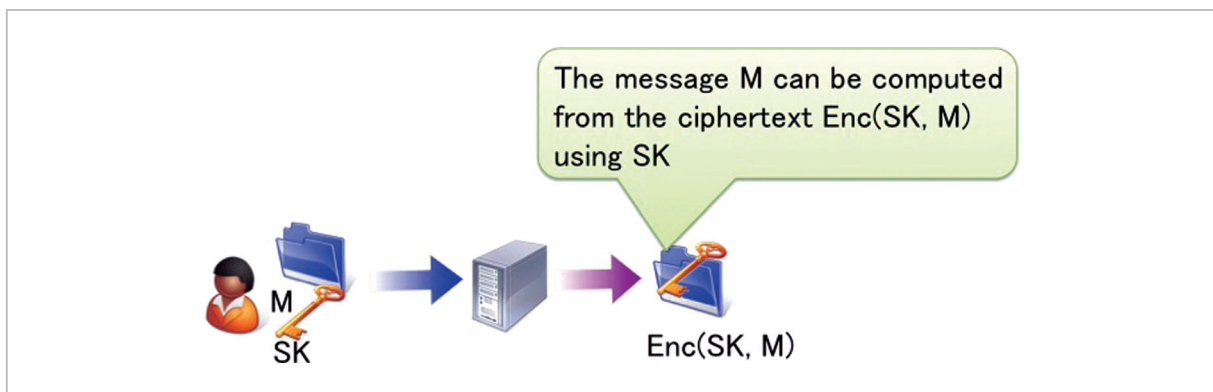 The message M can be computed
from the ciphertext Enc(SK, M)
using SK
M
SK
Enc(SK, M)